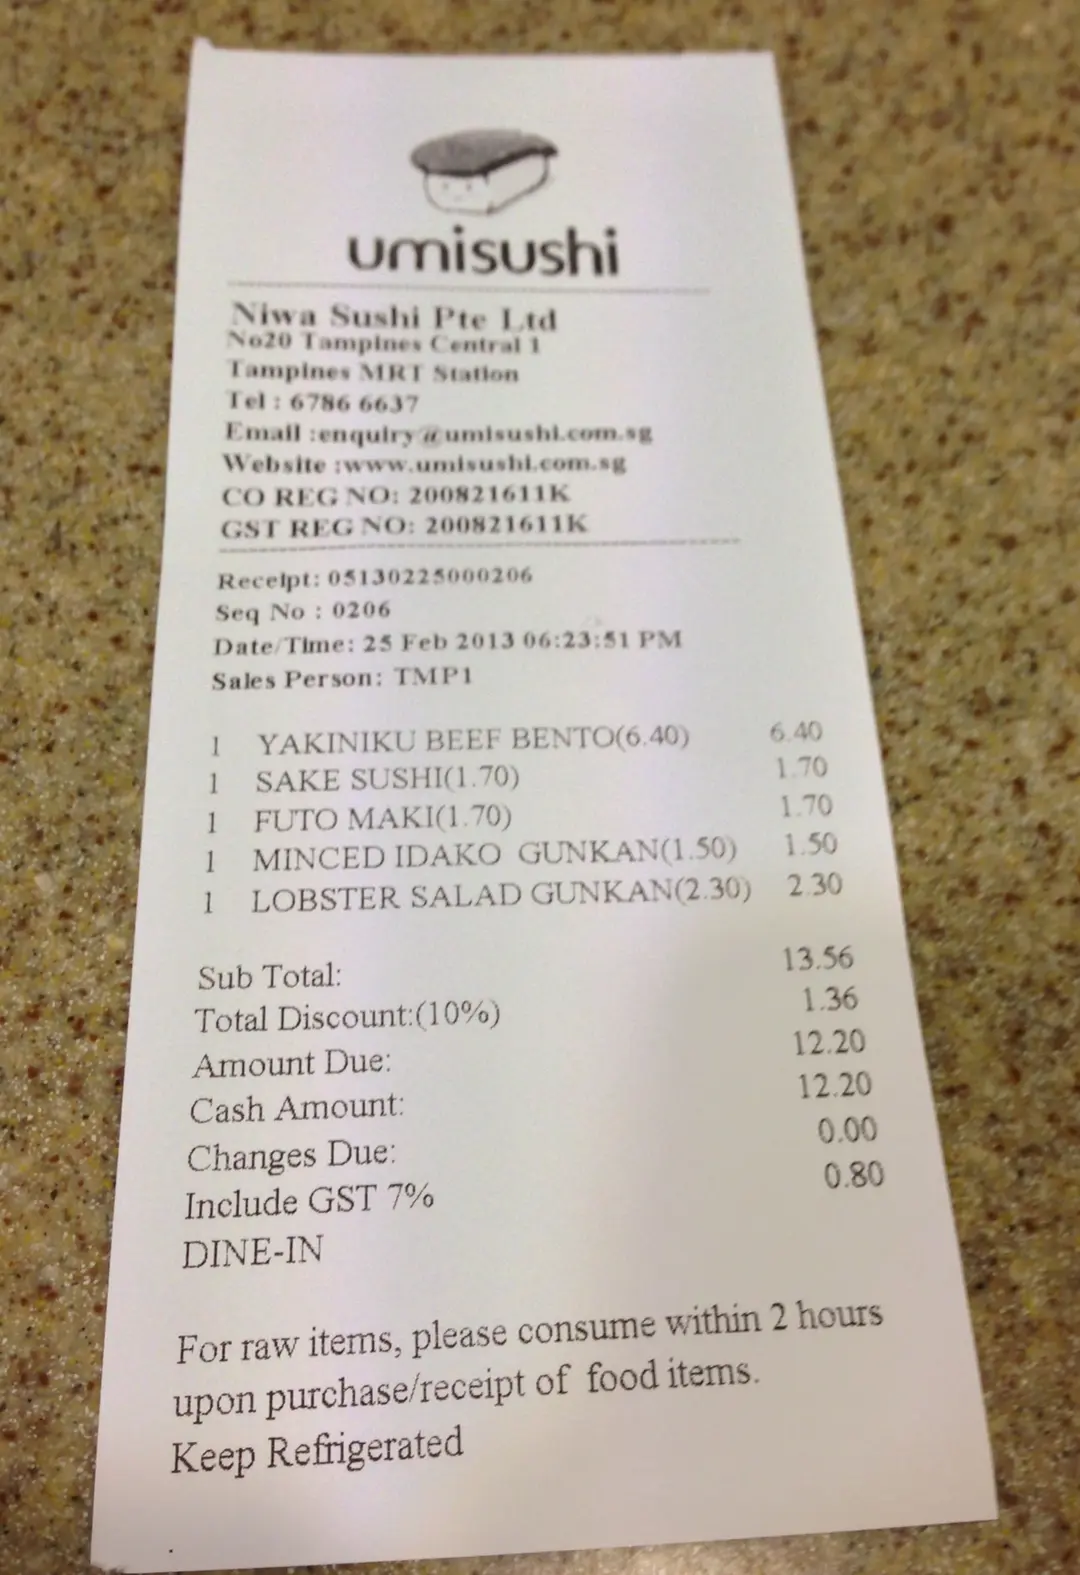 umisushi
Niwa Sushi Pte Ltd
No20 Tampines Central 1
Tampines MRT Station
Tel : 6786 6637
Email :enquiry@umisushi.com.sg
Website :www.umisushi.com.sg
CO REG NO: 200821611K
GST REG NO: 200821611K
Receipt: 05130225000206
Seq No : 0206
Date/Time: 25 Feb 2013 06:23:51 PM
Sales Person: TMP1
1 YAKINIKU BEEF BENTO(6.40) 6.40
1 SAKE SUSHI(1.70) 1.70
1 FUTO MAKI(1.70) 1.70
1 MINCED IDAKO GUNKAN(1.50) 1.50
1 LOBSTER SALAD GUNKAN(2.30) 2.30
Sub Total: 13.56
Total Discount:(10%) 1.36
Amount Due: 12.20
Cash Amount: 12.20
Changes Due: 0.00
Include GST 7% 0.80
DINE-IN
For raw items, please consume within 2 hours
upon purchase/receipt of food items.
Keep Refrigerated